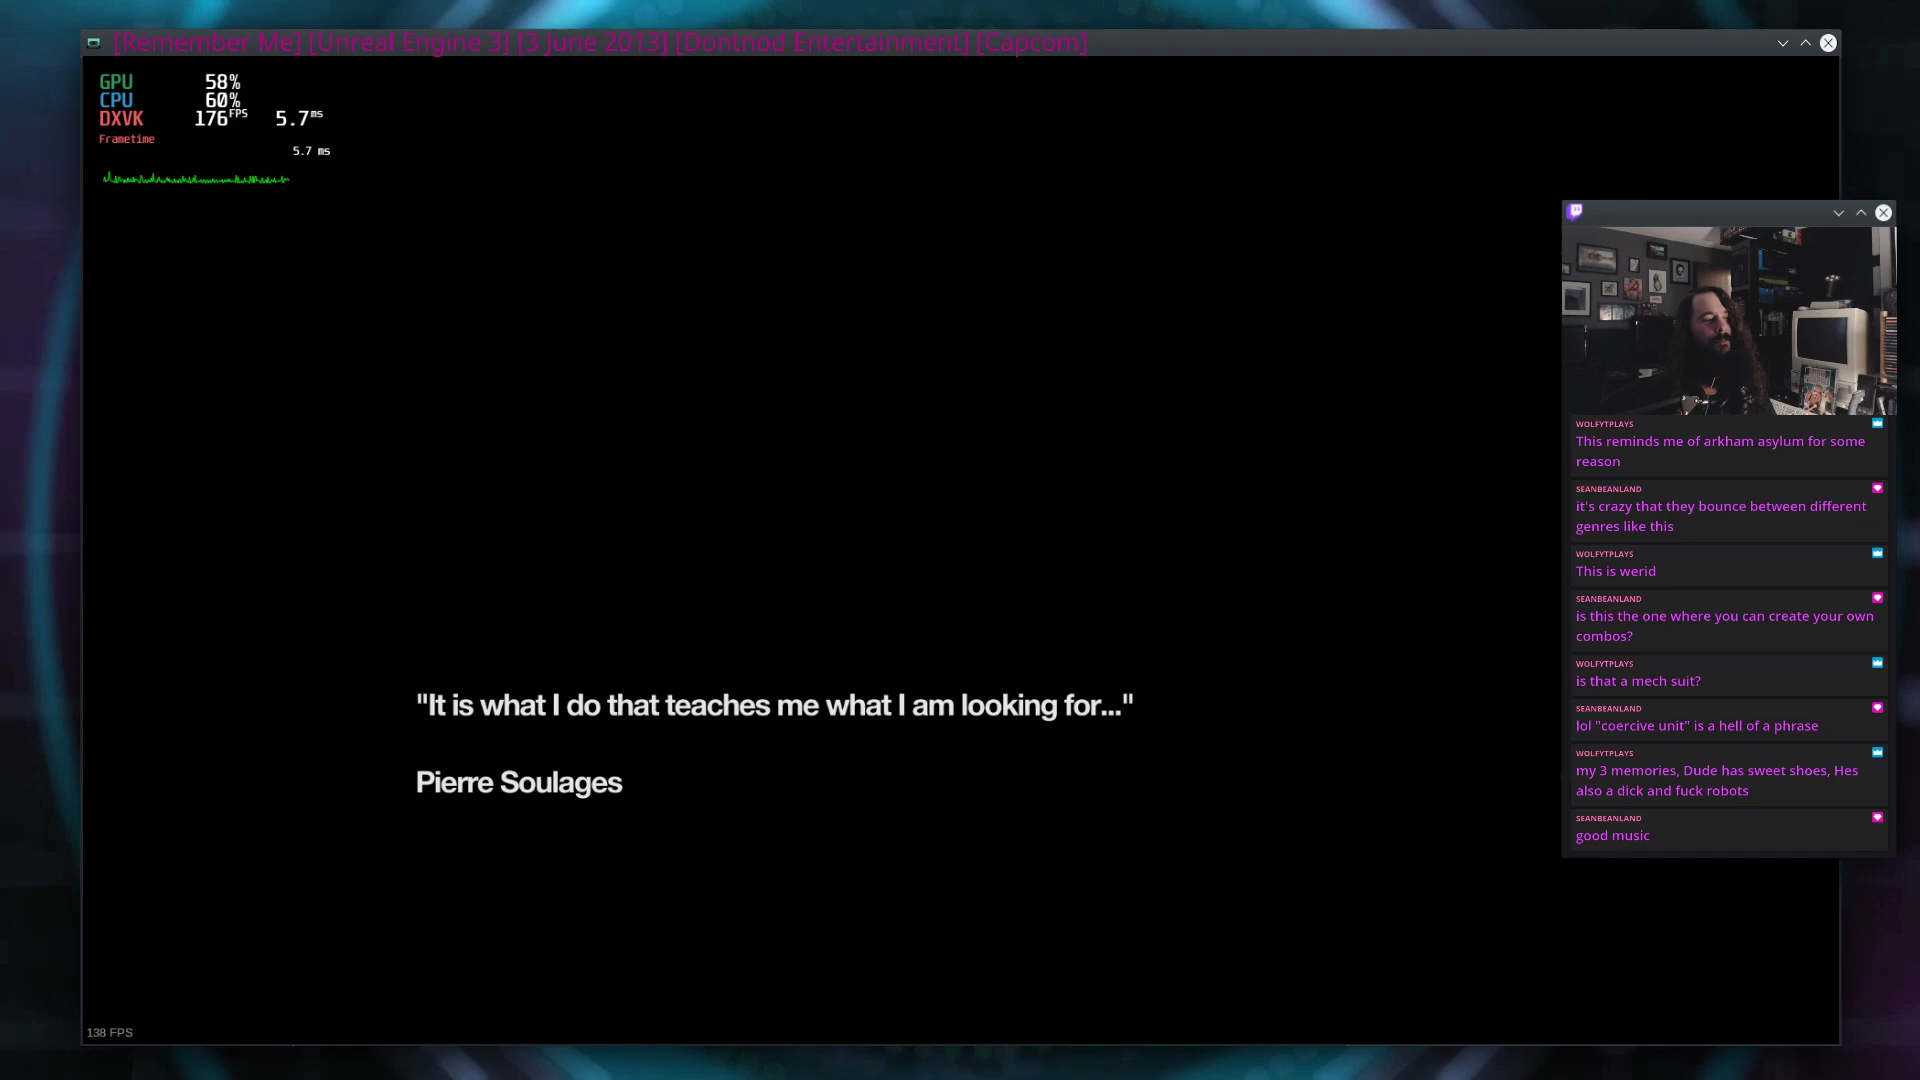 [Remember Me] [Unreal Engine 3] [3 June 2013] [Dontnod Entertainment] [Capcom]
GPU 58%
CPU 60%
DXVK 176 FPS 5.7 ms
Frametime
5.7 ms
"It is what I do that teaches me what I am looking for..."
Pierre Soulages
138 FPS
WOLFYTPLAYS
This reminds me of arkham asylum for some
reason
SEANBEANLAND
it's crazy that they bounce between different
genres like this
WOLFYTPLAYS
This is werid
SEANBEANLAND
is this the one where you can create your own
combos?
WOLFYTPLAYS
is that a mech suit?
SEANBEANLAND
lol "coercive unit" is a hell of a phrase
WOLFYTPLAYS
my 3 memories, Dude has sweet shoes, Hes
also a dick and fuck robots
SEANBEANLAND
good music